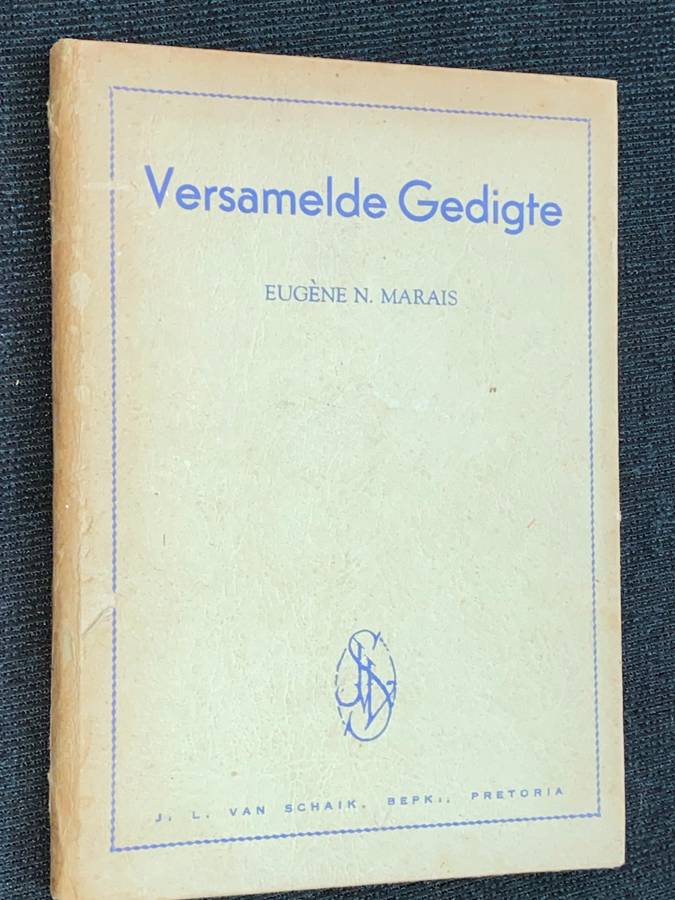 Versamelde Gedigte
EUGÈNE N. MARAIS
J. L. VAN SCHAIK. BEPK., PRETORIA